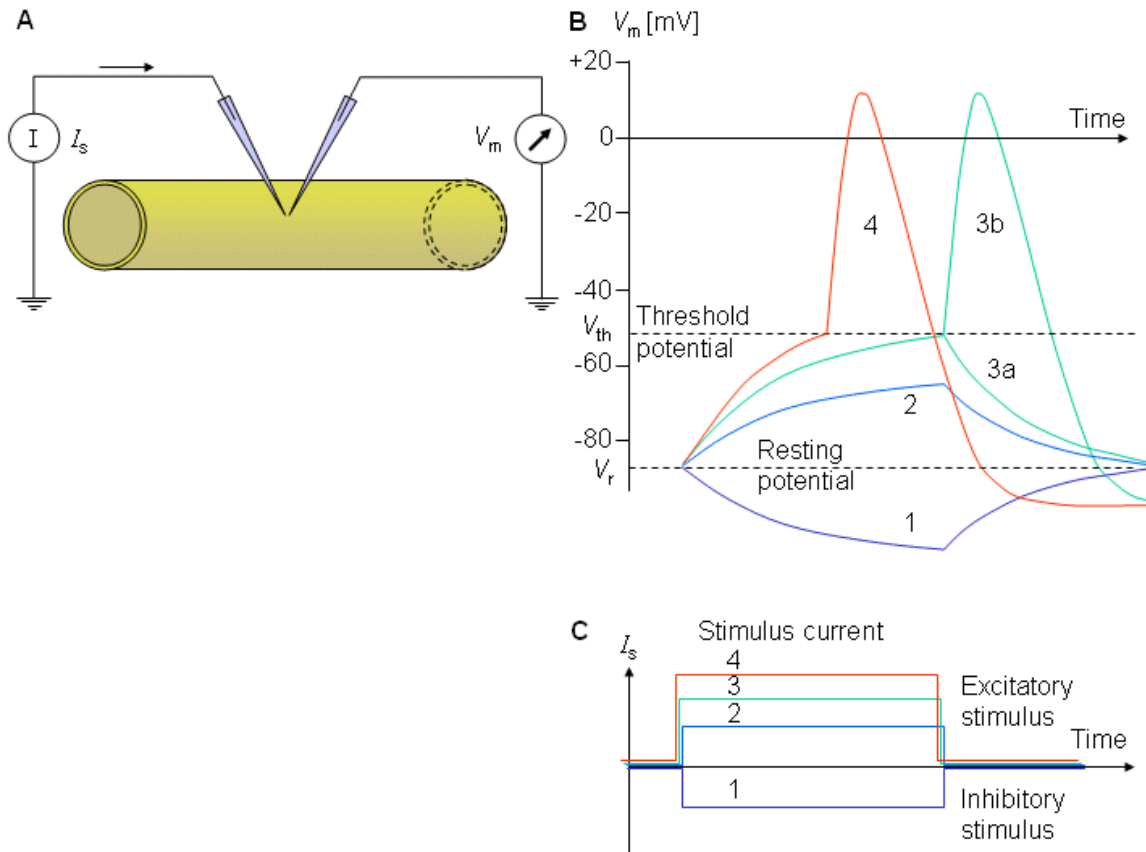 A
I
Is
Vm
B
Vm [mV]
+20
0
Time
-20
4
3b
-40
Vth
Threshold
potential
-60
3a
2
-80
Resting
potential
Vr
1
C
Stimulus current
Is
4
3
2
Excitatory
stimulus
Time
1
Inhibitory
stimulus